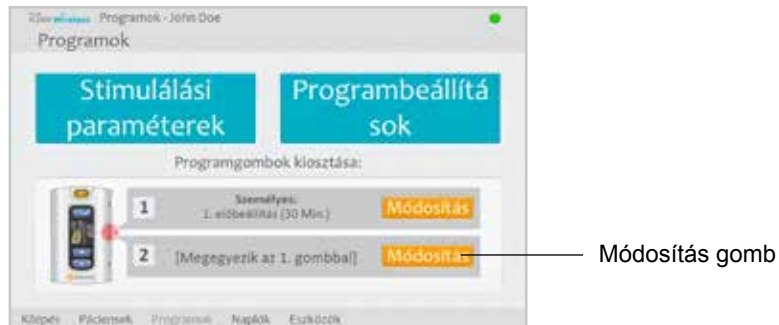 Programok - John Doe
Programok
Stimulálási
paraméterek
Programbeállítá
sok
Programgombok kiosztása:
1
Személyes:
1. előbeállítás (30 Min.)
Módosítás
2
[Megegyezik az 1. gombbal]
Módosítás
Módosítás gomb
Kilépés Páciensek Programok Naplók Eszközök